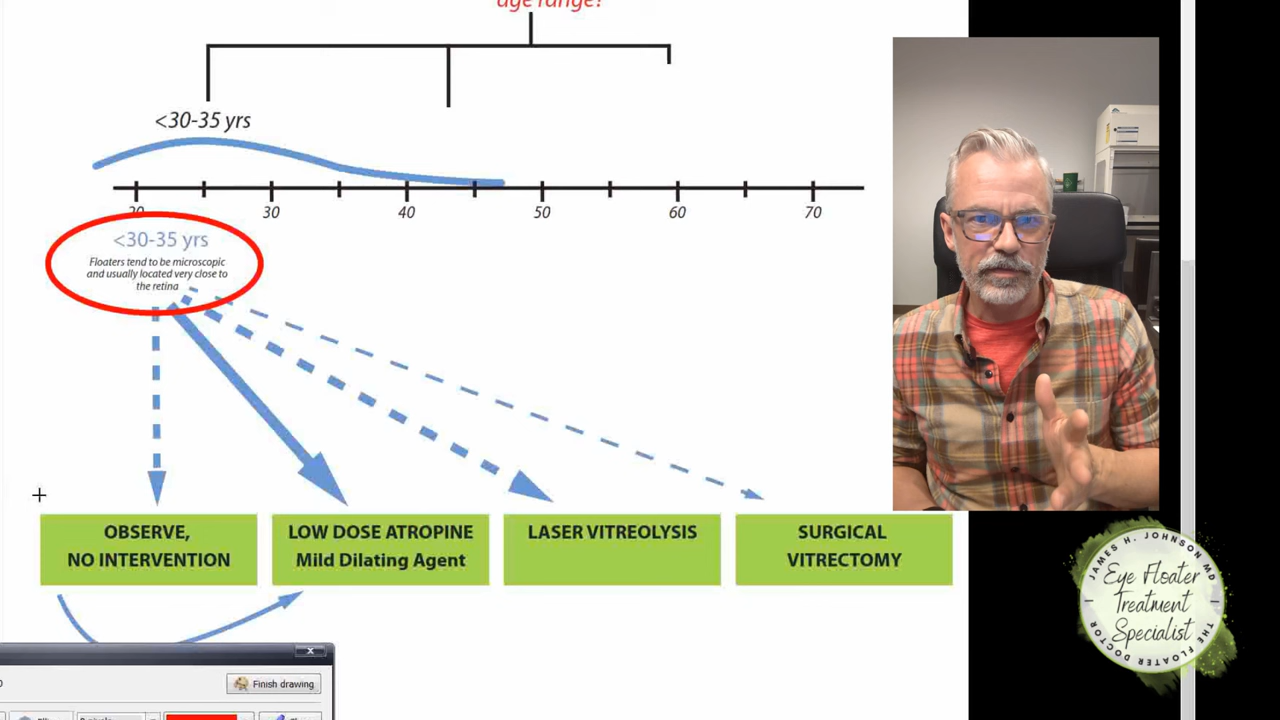 age range?
<30-35 yrs
30
40
50
60
70
<30-35 yrs
Floaters tend to be microscopic
and usually located very close to
the retina
OBSERVE,
NO INTERVENTION
LOW DOSE ATROPINE
Mild Dilating Agent
LASER VITREOLYSIS
SURGICAL
VITRECTOMY
JAMES H. JOHNSON MD
Eye Floater
Treatment
Specialist
THE FLOATER DOCTOR
x
Finish drawing